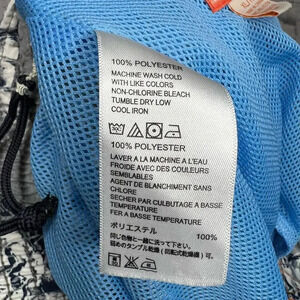 100% POLYESTER
MACHINE WASH COLD
WITH LIKE COLORS
NON-CHLORINE BLEACH
TUMBLE DRY LOW
COOL IRON
100% POLYESTER
LAVER A LA MACHINE A L'EAU
FROIDE AVEC DES COULEURS
SEMBLABLES
AGENT DE BLANCHIMENT SANS
CHLORE
SECHER PAR CULBUTAGE A BASSE
TEMPERATURE
FER A BASSE TEMPERATURE
ポリエステル 100%